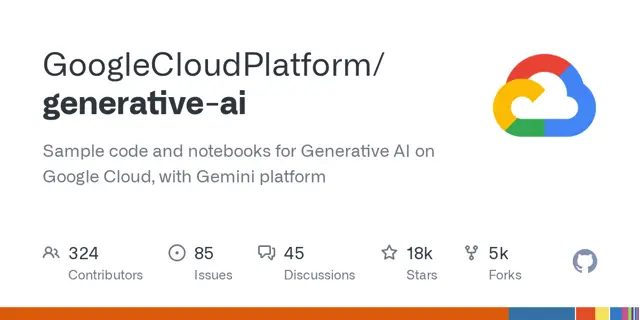 GoogleCloudPlatform/
generative-ai
Sample code and notebooks for Generative AI on
Google Cloud, with Gemini platform
324 85 45 18k 5k
Contributors Issues Discussions Stars Forks